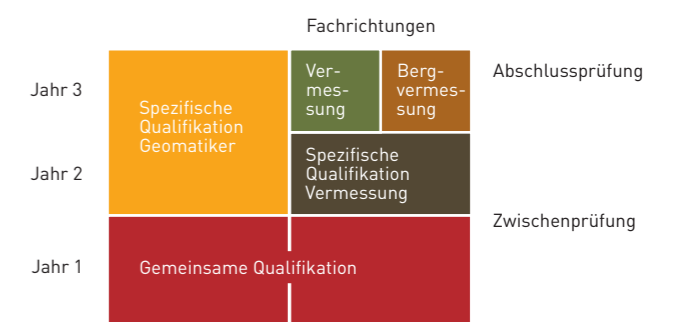 Fachrichtungen
Jahr 3
Spezifische
Qualifikation
Geomatiker
Ver-
mes-
sung
Berg-
vermes-
sung
Abschlussprüfung
Jahr 2
Spezifische
Qualifikation
Vermessung
Zwischenprüfung
Jahr 1
Gemeinsame Qualifikation